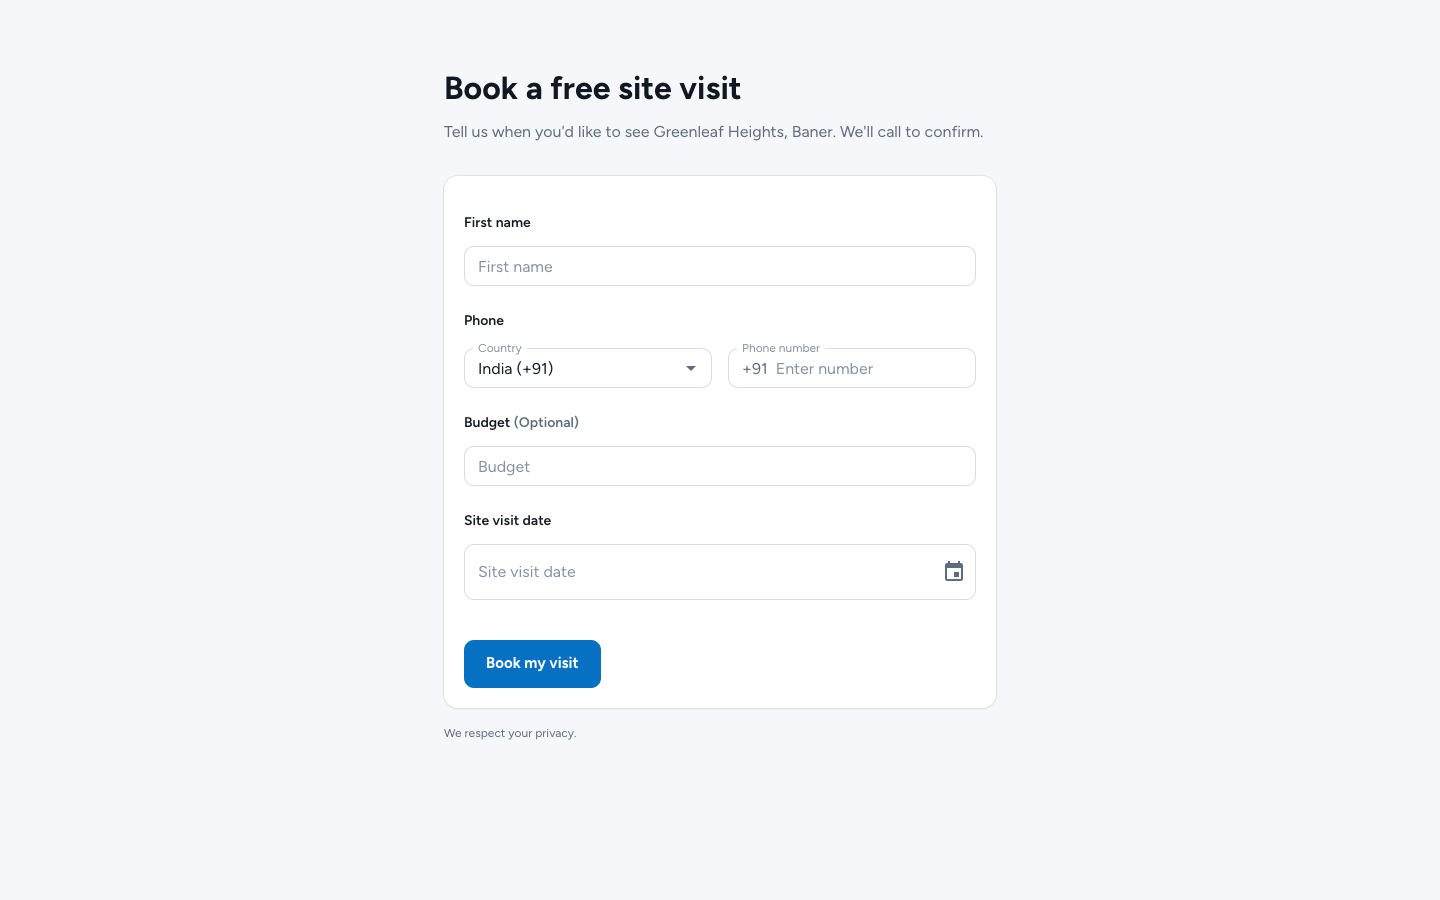 Book a free site visit
Tell us when you'd like to see Greenleaf Heights, Baner. We'll call to confirm.
First name
First name
Phone
Country
India (+91)
Phone number
+91 Enter number
Budget (Optional)
Budget
Site visit date
Site visit date
Book my visit
We respect your privacy.